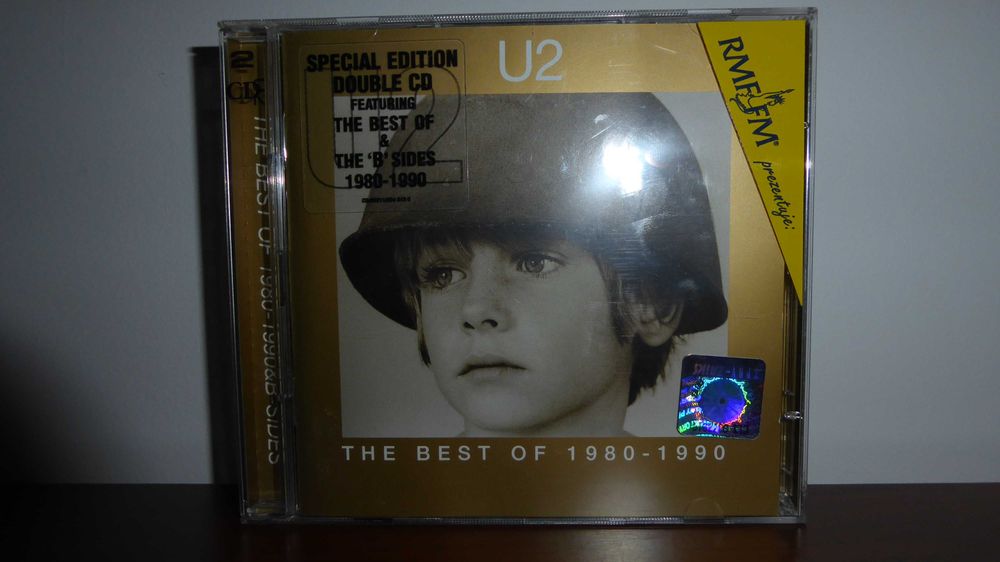 U2
SPECIAL EDITION
DOUBLE CD
FEATURING
THE BEST OF
&
THE 'B' SIDES
1980-1990
RMF FM
prezentuje:
2
CD
THE BEST OF 1980-1990&B-SIDES
THE BEST OF 1980-1990